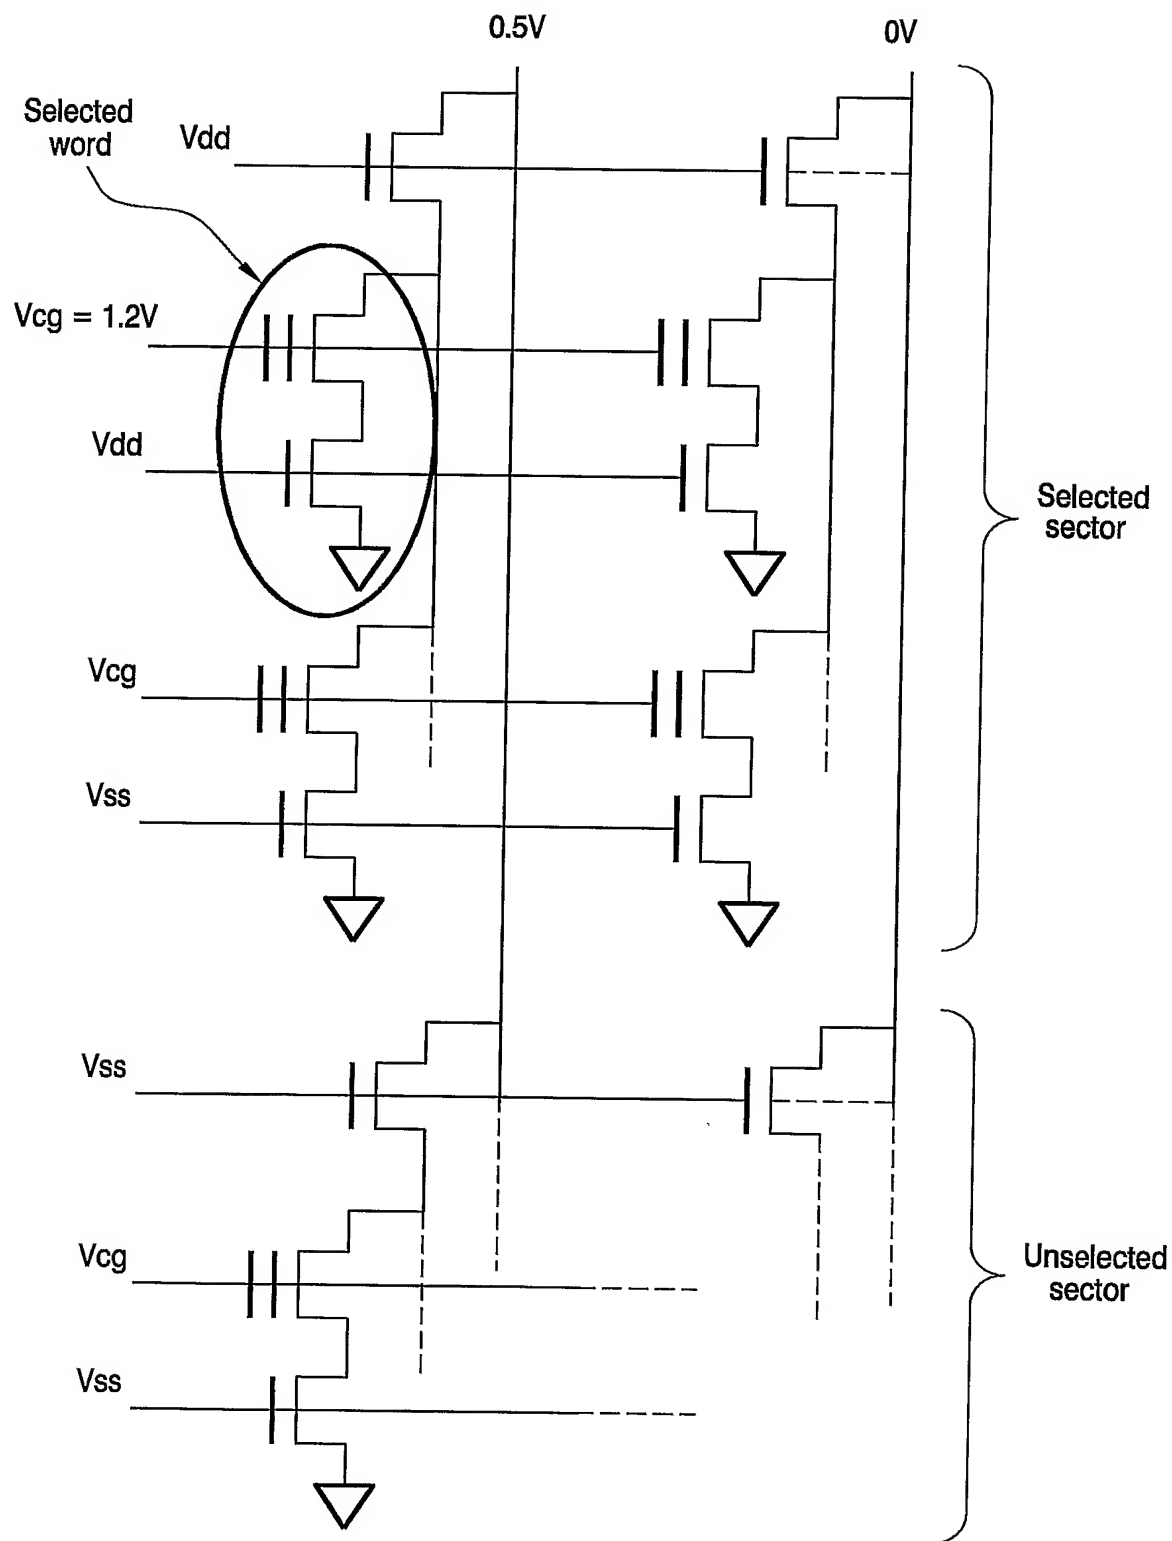 0.5V
0V
Selected
word
Vdd
Vcg = 1.2V
Vdd
Selected
sector
Vcg
Vss
Vss
Vcg
Unselected
sector
Vss